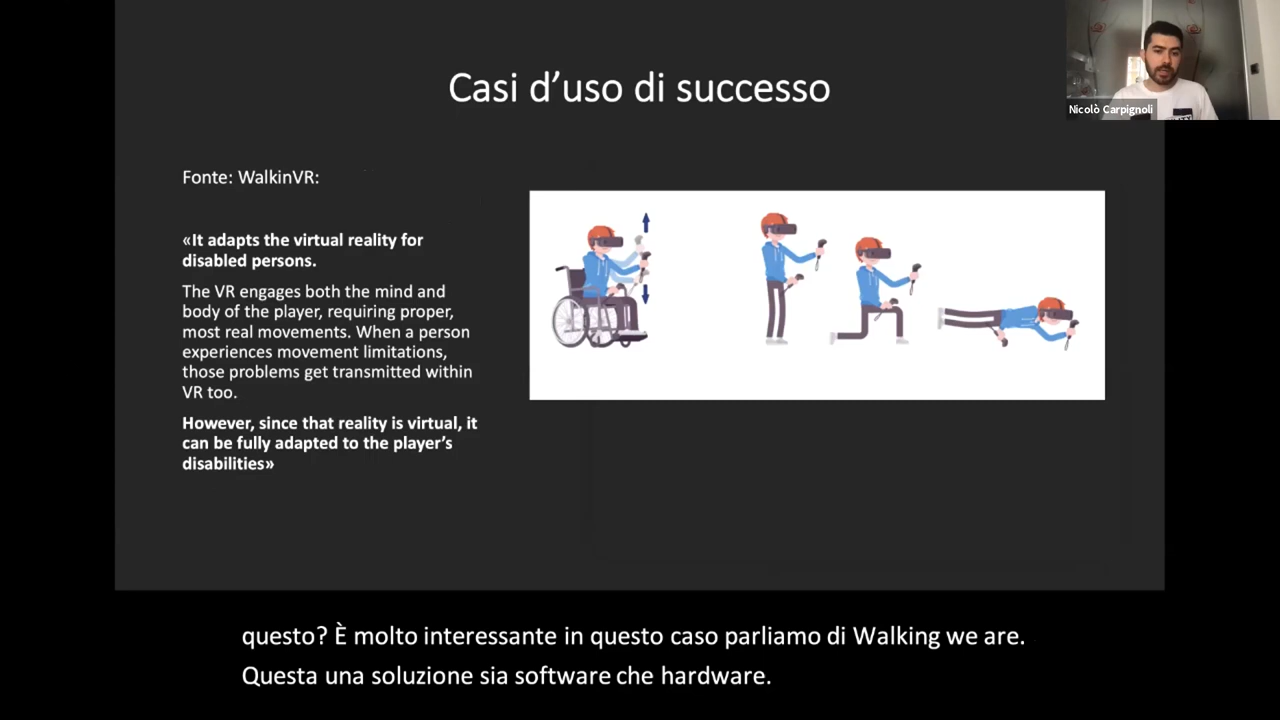 Casi d’uso di successo
Nicolò Carpignoli
Fonte: WalkinVR:
«It adapts the virtual reality for
disabled persons.
The VR engages both the mind and
body of the player, requiring proper,
most real movements. When a person
experiences movement limitations,
those problems get transmitted within
VR too.
However, since that reality is virtual, it
can be fully adapted to the player’s
disabilities»
questo? È molto interessante in questo caso parliamo di Walking we are.
Questa una soluzione sia software che hardware.